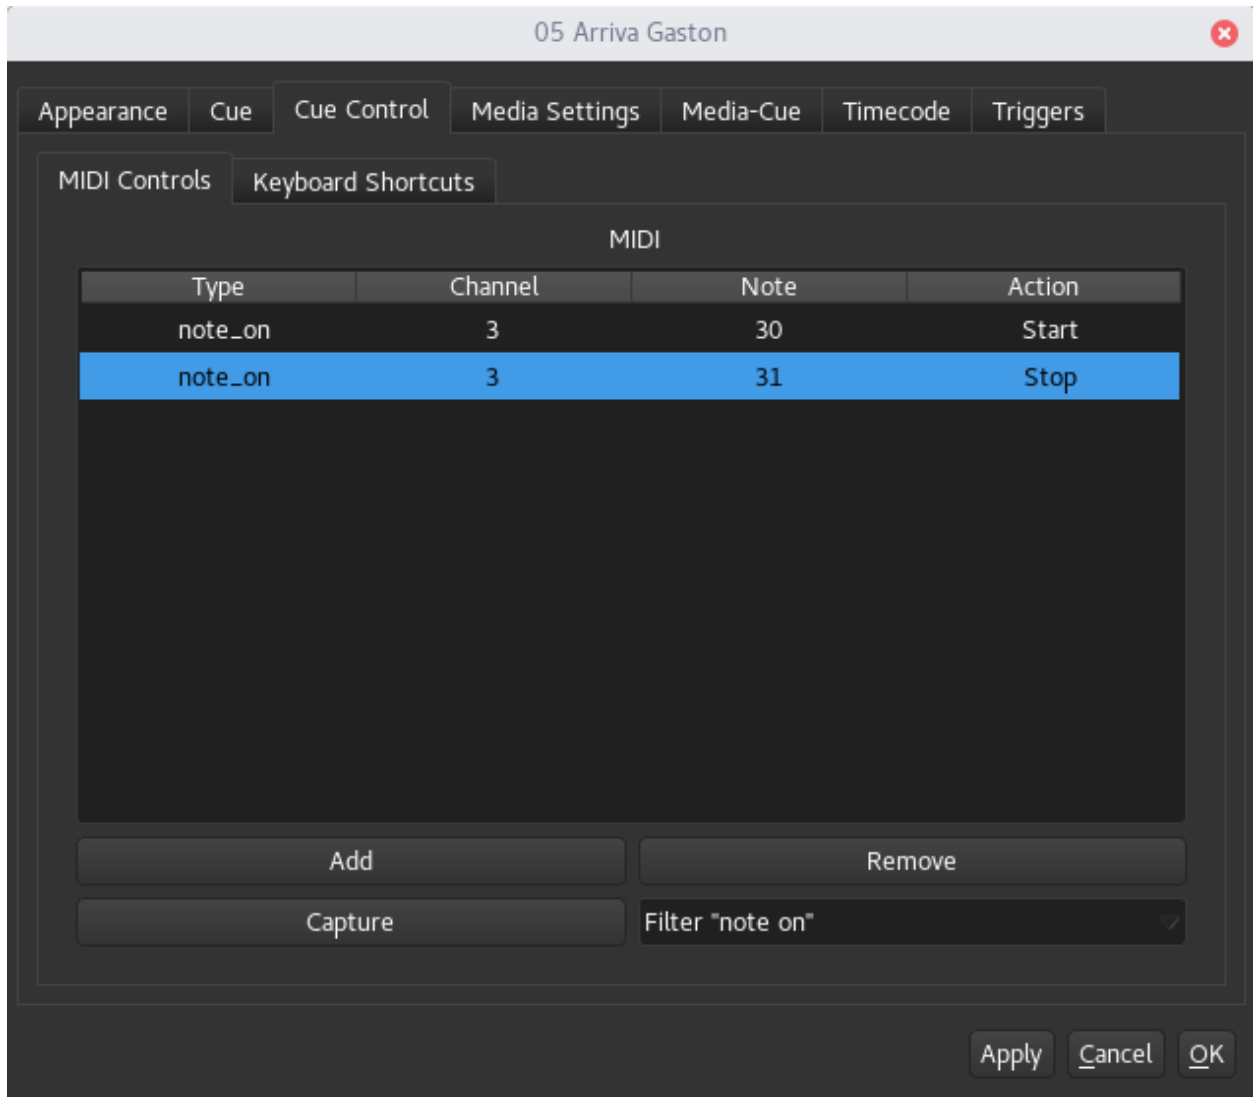 05 Arriva Gaston
Appearance Cue Cue Control Media Settings Media-Cue Timecode Triggers
MIDI Controls Keyboard Shortcuts
MIDI
Type Channel Note Action
note_on 3 30 Start
note_on 3 31 Stop
Add Remove
Capture Filter "note on"
Apply Cancel OK